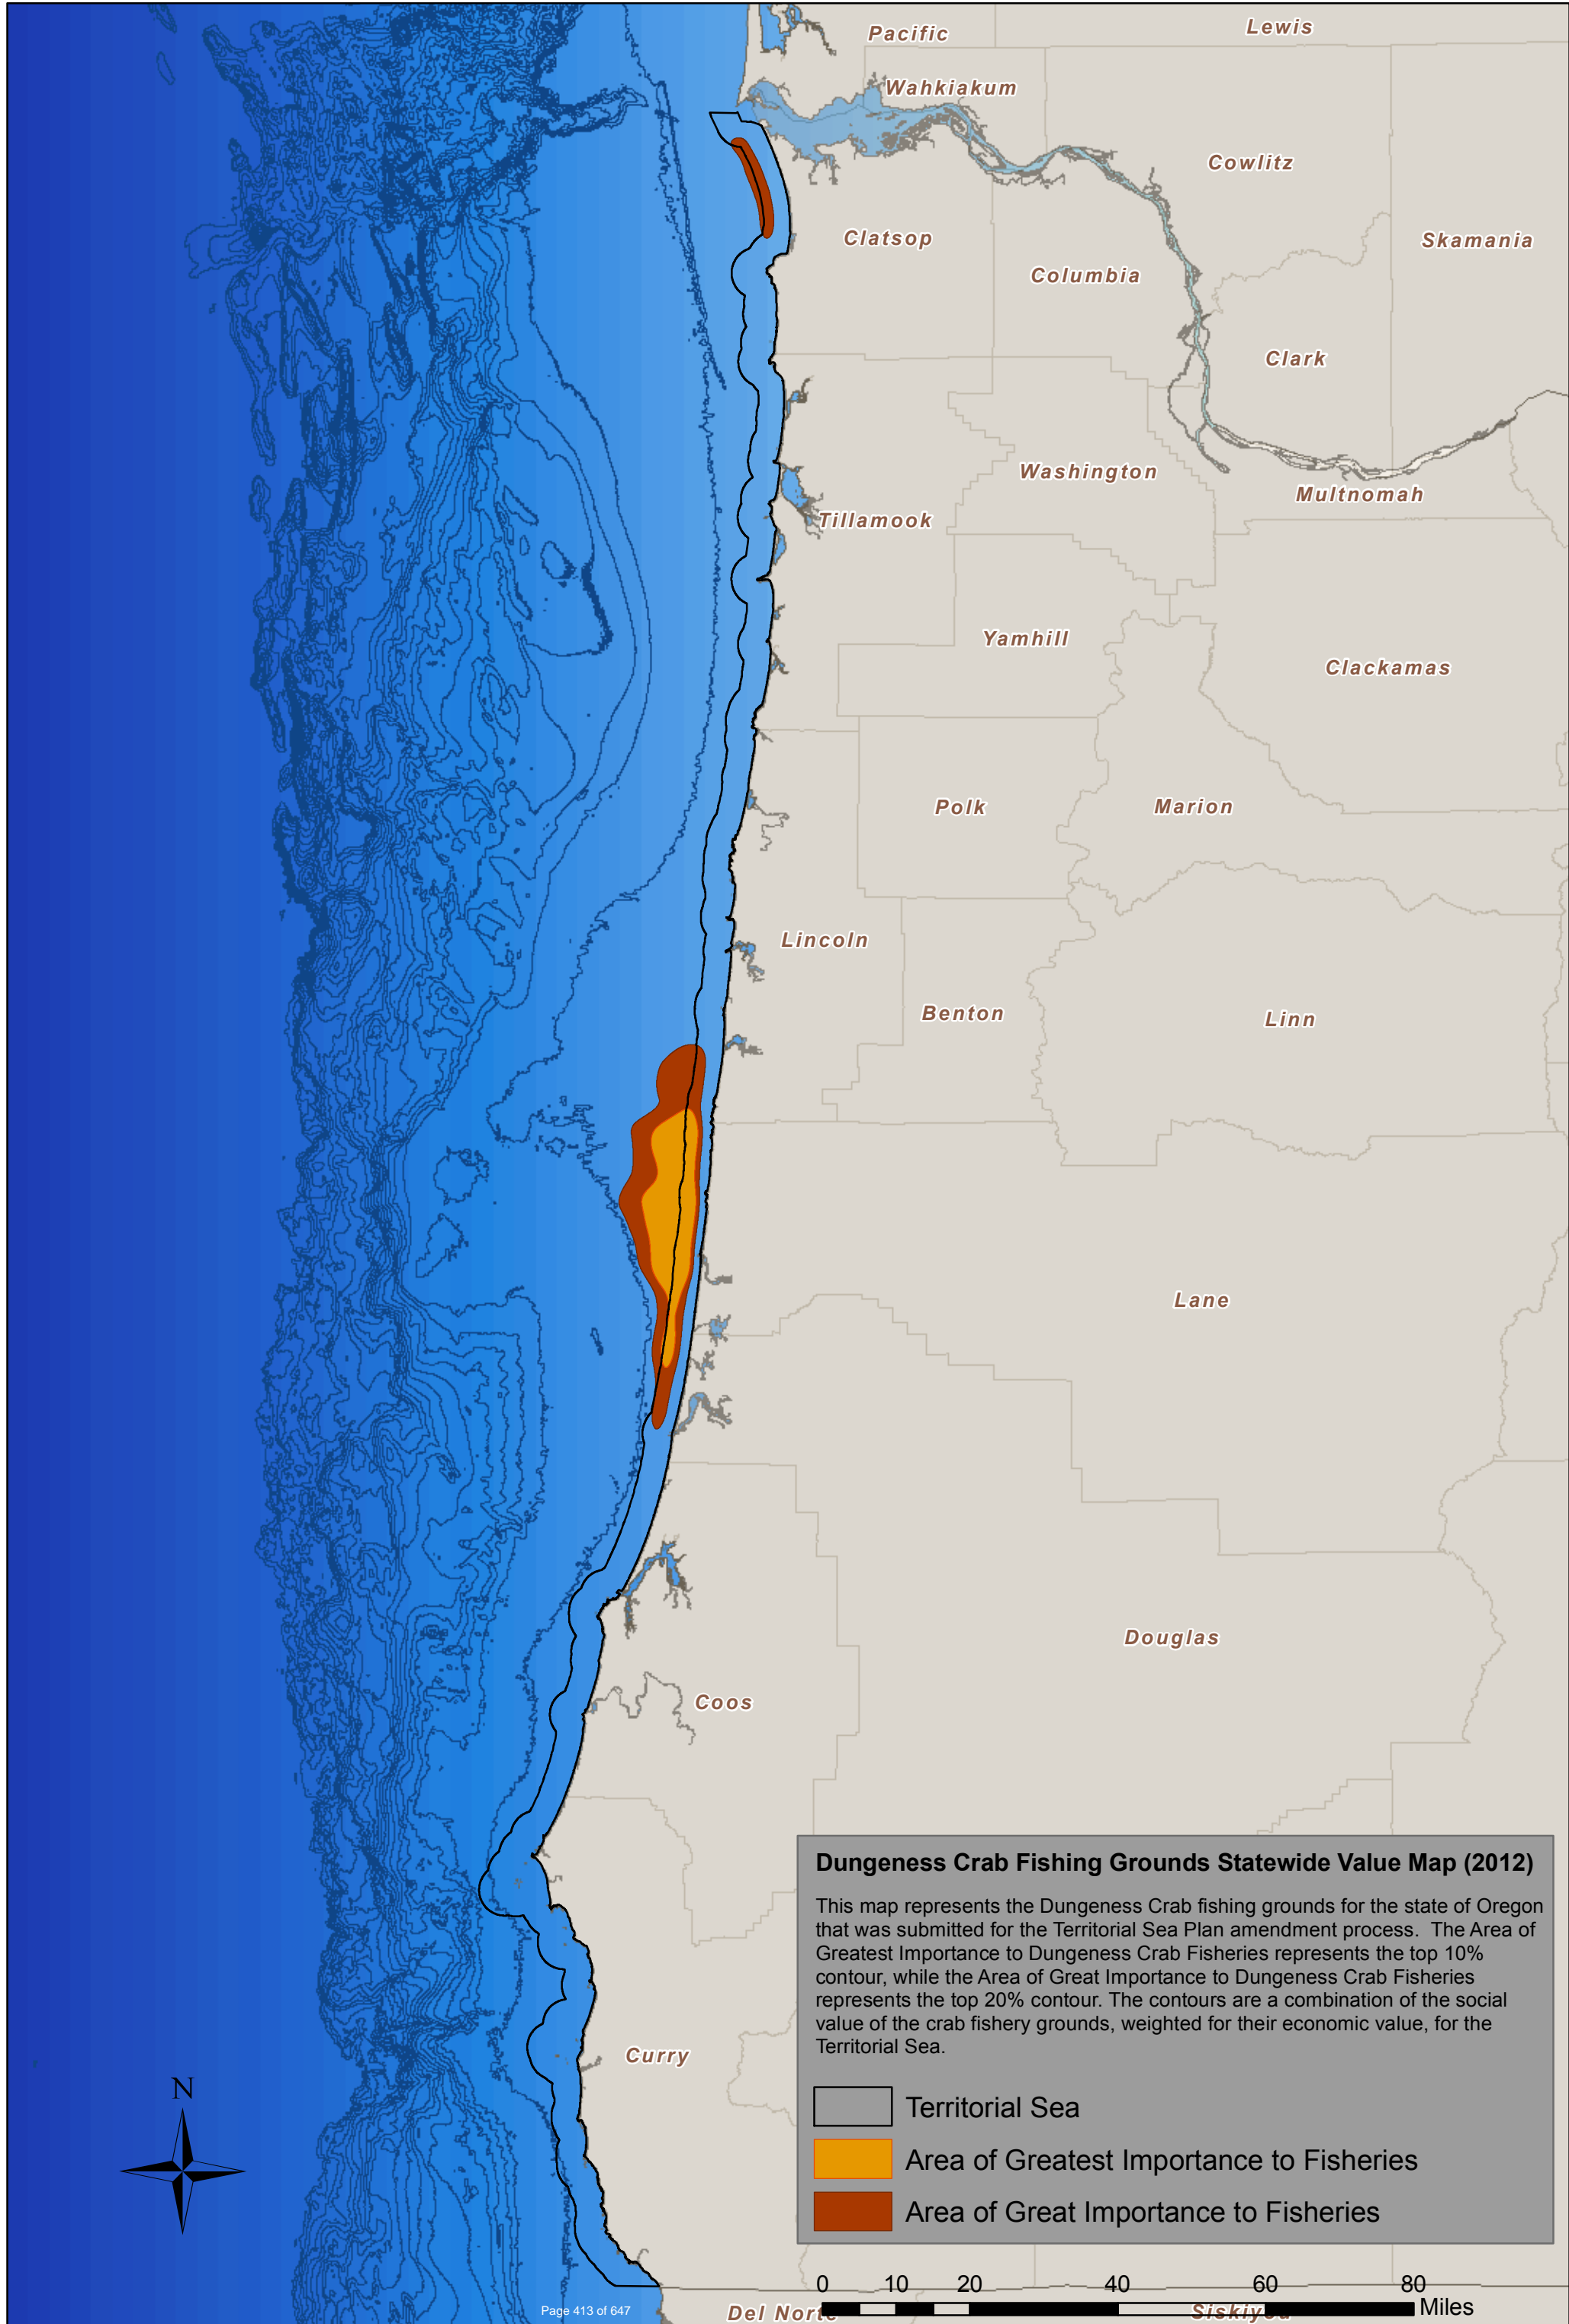 Pacific
Lewis
Wahkiakum
Cowlitz
Clatsop
Skamania
Columbia
Clark
Washington
Multnomah
Tillamook
Yamhill
Clackamas
Polk
Marion
Lincoln
Benton
Linn
Lane
Douglas
Coos
Dungeness Crab Fishing Grounds Statewide Value Map (2012)
This map represents the Dungeness Crab fishing grounds for the state of Oregon
that was submitted for the Territorial Sea Plan amendment process. The Area of
Greatest Importance to Dungeness Crab Fisheries represents the top 10%
contour, while the Area of Great Importance to Dungeness Crab Fisheries
represents the top 20% contour. The contours are a combination of the social
value of the crab fishery grounds, weighted for their economic value, for the
Territorial Sea.
Curry
N
Territorial Sea
Area of Greatest Importance to Fisheries
Area of Great Importance to Fisheries
0 10 20 40 60 80
Miles
Page 413 of 647
Del Norte
Siskiyou